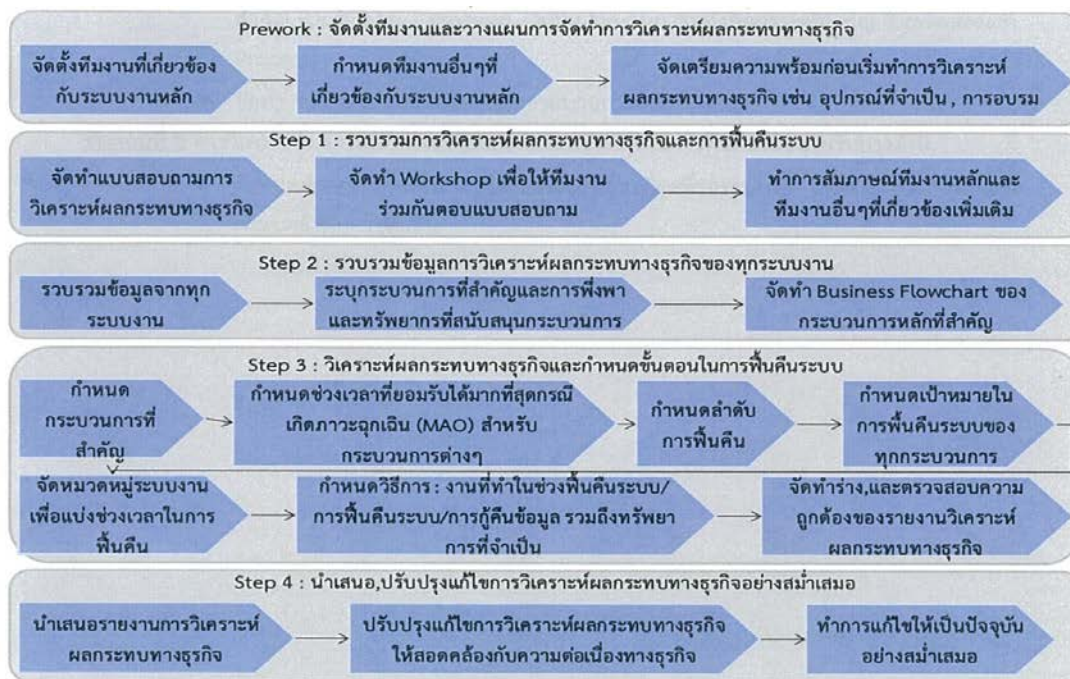 Prework : จัดตั้งทีมงานและวางแผนการจัดทำการวิเคราะห์ผลกระทบทางธุรกิจ
จัดตั้งทีมงานที่เกี่ยวข้อง
กับระบบงานหลัก
กำหนดทีมงานอื่นๆที่
เกี่ยวข้องกับระบบงานหลัก
จัดเตรียมความพร้อมก่อนเริ่มทำการวิเคราะห์
ผลกระทบทางธุรกิจ เช่น อุปกรณ์ที่จำเป็น , การอบรม
Step 1 : รวบรวมการวิเคราะห์ผลกระทบทางธุรกิจและการฟื้นคืนระบบ
จัดทำแบบสอบถามการ
วิเคราะห์ผลกระทบทางธุรกิจ
จัดทำ Workshop เพื่อให้ทีมงาน
ร่วมกันตอบแบบสอบถาม
ทำการสัมภาษณ์ทีมงานหลักและ
ทีมงานอื่นๆที่เกี่ยวข้องเพิ่มเติม
Step 2 : รวบรวมข้อมูลการวิเคราะห์ผลกระทบทางธุรกิจของทุกระบบงาน
รวบรวมข้อมูลจากทุก
ระบบงาน
ระบุกระบวนการที่สำคัญและการพึ่งพา
และทรัพยากรที่สนับสนุนกระบวนการ
จัดทำ Business Flowchart ของ
กระบวนการหลักที่สำคัญ
Step 3 : วิเคราะห์ผลกระทบทางธุรกิจและกำหนดขั้นตอนในการฟื้นคืนระบบ
กำหนด
กระบวนการที่
สำคัญ
กำหนดช่วงเวลาที่ยอมรับได้มากที่สุดกรณี
เกิดภาวะฉุกเฉิน (MAO) สำหรับ
กระบวนการต่างๆ
กำหนดลำดับ
การฟื้นคืน
กำหนดเป้าหมายใน
การฟื้นคืนระบบของ
ทุกกระบวนการ
จัดหมวดหมู่ระบบงาน
เพื่อแบ่งช่วงเวลาในการ
ฟื้นคืน
กำหนดวิธีการ : งานที่ทำในช่วงฟื้นคืนระบบ/
การฟื้นคืนระบบ/การกู้คืนข้อมูล รวมถึงทรัพยา
การที่จำเป็น
จัดทำร่าง,และตรวจสอบความ
ถูกต้องของรายงานวิเคราะห์
ผลกระทบทางธุรกิจ
Step 4 : นำเสนอ,ปรับปรุงแก้ไขการวิเคราะห์ผลกระทบทางธุรกิจอย่างสม่ำเสมอ
นำเสนอรายงานการวิเคราะห์
ผลกระทบทางธุรกิจ
ปรับปรุงแก้ไขการวิเคราะห์ผลกระทบทางธุรกิจ
ให้สอดคล้องกับความต่อเนื่องทางธุรกิจ
ทำการแก้ไขให้เป็นปัจจุบัน
อย่างสม่ำเสมอ